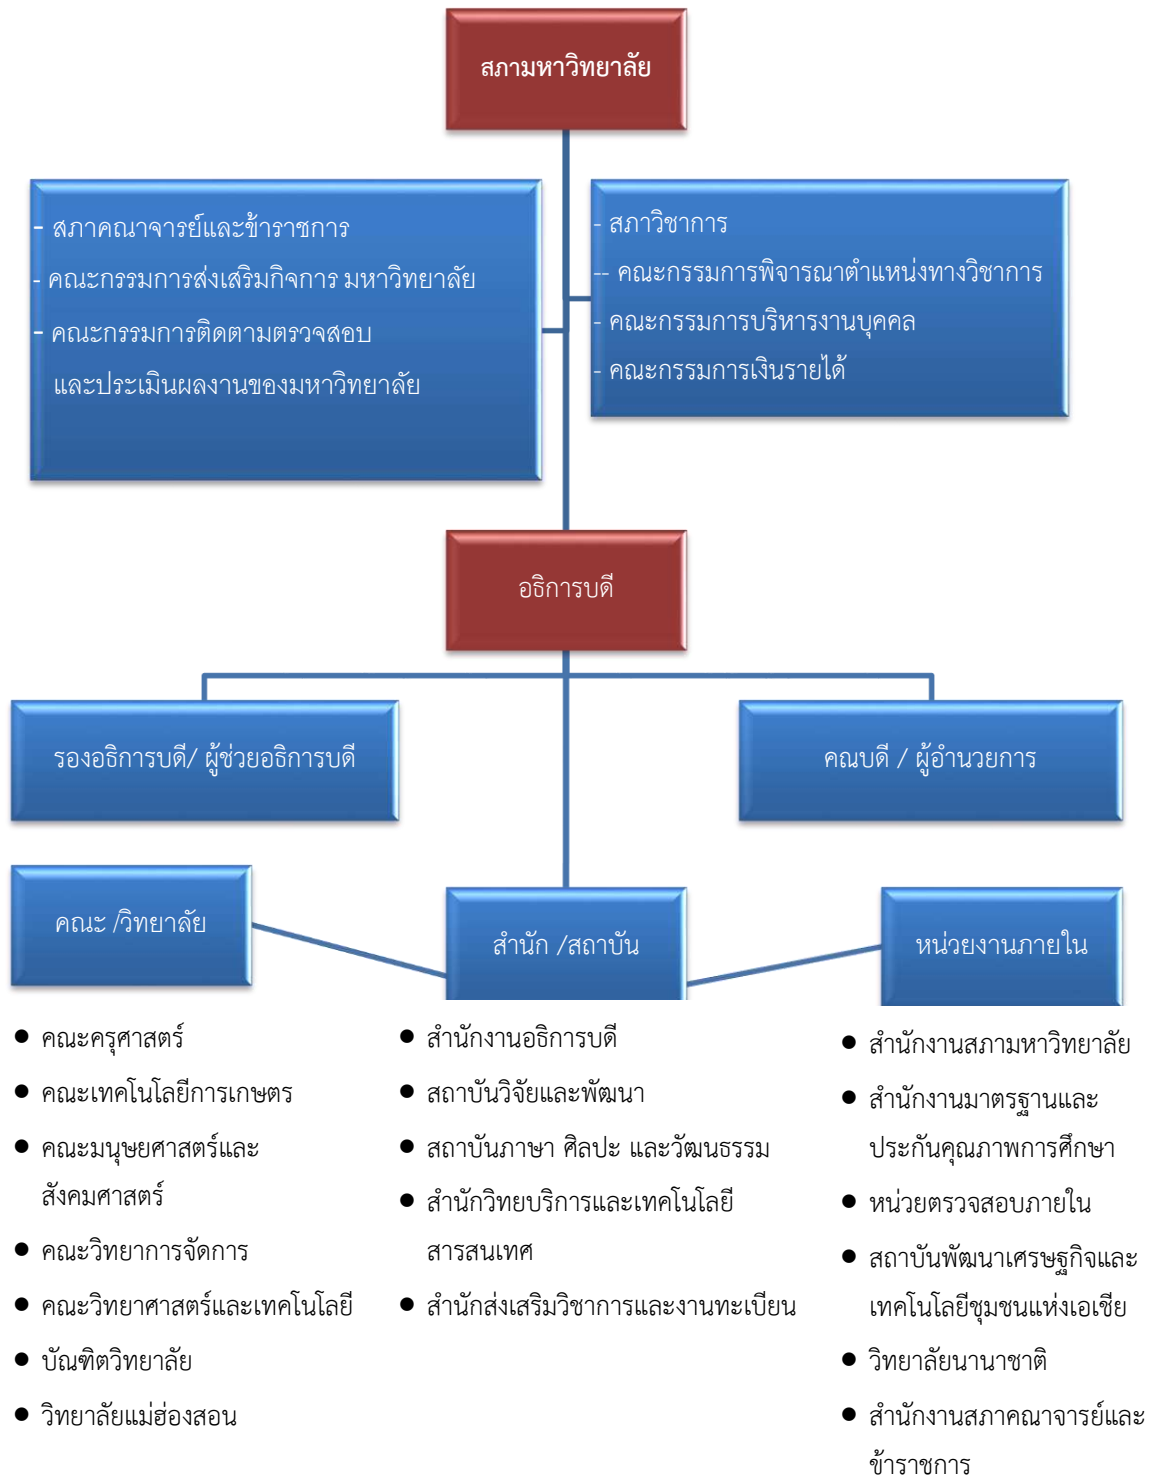 สภามหาวิทยาลัย
- สภาคณาจารย์และข้าราชการ
- คณะกรรมการส่งเสริมกิจการ มหาวิทยาลัย
- คณะกรรมการติดตามตรวจสอบ
และประเมินผลงานของมหาวิทยาลัย
- สภาวิชาการ
-- คณะกรรมการพิจารณาตำแหน่งทางวิชาการ
- คณะกรรมการบริหารงานบุคคล
- คณะกรรมการเงินรายได้
อธิการบดี
รองอธิการบดี/ ผู้ช่วยอธิการบดี
คณบดี / ผู้อำนวยการ
คณะ /วิทยาลัย
สำนัก /สถาบัน
หน่วยงานภายใน
● คณะครุศาสตร์
● คณะเทคโนโลยีการเกษตร
● คณะมนุษยศาสตร์และ
สังคมศาสตร์
● คณะวิทยาการจัดการ
● คณะวิทยาศาสตร์และเทคโนโลยี
● บัณฑิตวิทยาลัย
● วิทยาลัยแม่ฮ่องสอน
● สำนักงานอธิการบดี
● สถาบันวิจัยและพัฒนา
● สถาบันภาษา ศิลปะ และวัฒนธรรม
● สำนักวิทยบริการและเทคโนโลยี
สารสนเทศ
● สำนักส่งเสริมวิชาการและงานทะเบียน
● สำนักงานสภามหาวิทยาลัย
● สำนักงานมาตรฐานและ
ประกันคุณภาพการศึกษา
● หน่วยตรวจสอบภายใน
● สถาบันพัฒนาเศรษฐกิจและ
เทคโนโลยีชุมชนแห่งเอเชีย
● วิทยาลัยนานาชาติ
● สำนักงานสภาคณาจารย์และ
ข้าราชการ